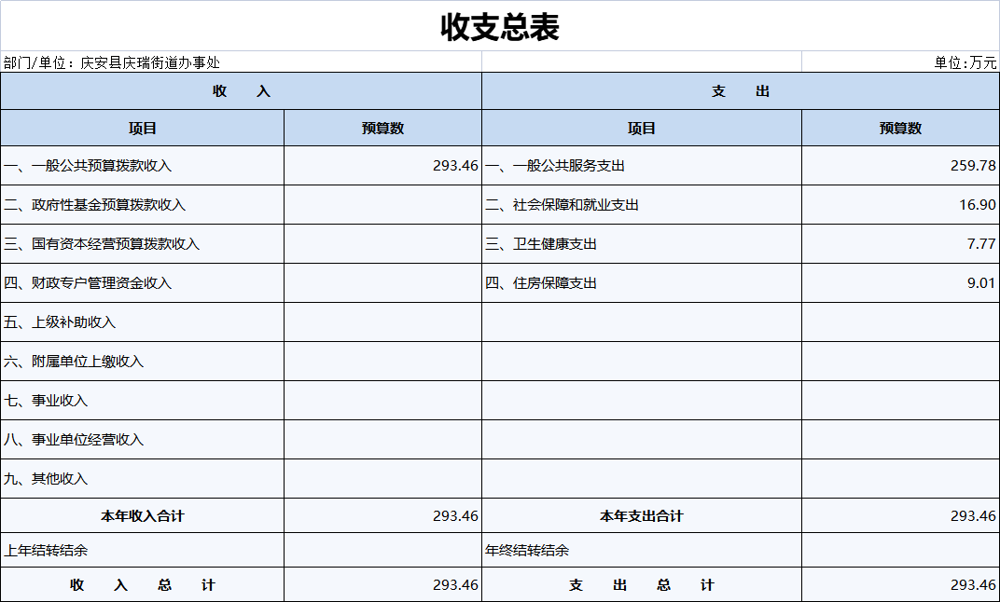 收支总表
部门/单位：庆安县庆瑞街道办事处 单位:万元
收 入 支 出
项目 预算数 项目 预算数
一、一般公共预算拨款收入 293.46 一、一般公共服务支出 259.78
二、政府性基金预算拨款收入 二、社会保障和就业支出 16.90
三、国有资本经营预算拨款收入 三、卫生健康支出 7.77
四、财政专户管理资金收入 四、住房保障支出 9.01
五、上级补助收入
六、附属单位上缴收入
七、事业收入
八、事业单位经营收入
九、其他收入
本年收入合计 293.46 本年支出合计 293.46
上年结转结余 年终结转结余
收 入 总 计 293.46 支 出 总 计 293.46